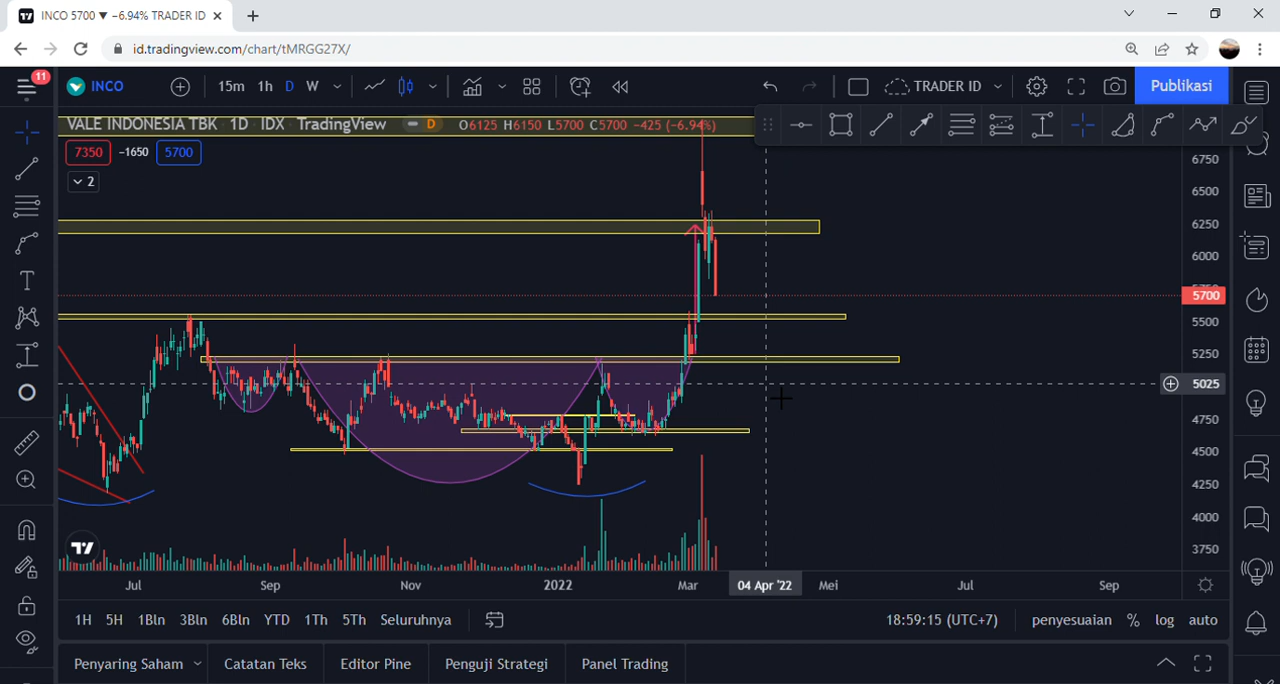 INCO 5700 ▼ −6.94% TRADER ID
id.tradingview.com/chart/tMRGG27X/
11
INCO
15m 1h D W
TRADER ID
Publikasi
VALE INDONESIA TBK · 1D · IDX · TradingView
D
O6125 H6150 L5700 C5700 −425 (−6.94%)
7350 −1650 5700
2
6750
6500
6250
6000
5700
5500
5250
5025
4750
4500
4250
4000
3750
Jul Sep Nov 2022 Mar 04 Apr '22 Mei Jul Sep
1H 5H 1Bln 3Bln 6Bln YTD 1Th 5Th Seluruhnya
18:59:15 (UTC+7) penyesuaian % log auto
Penyaring Saham Catatan Teks Editor Pine Penguji Strategi Panel Trading